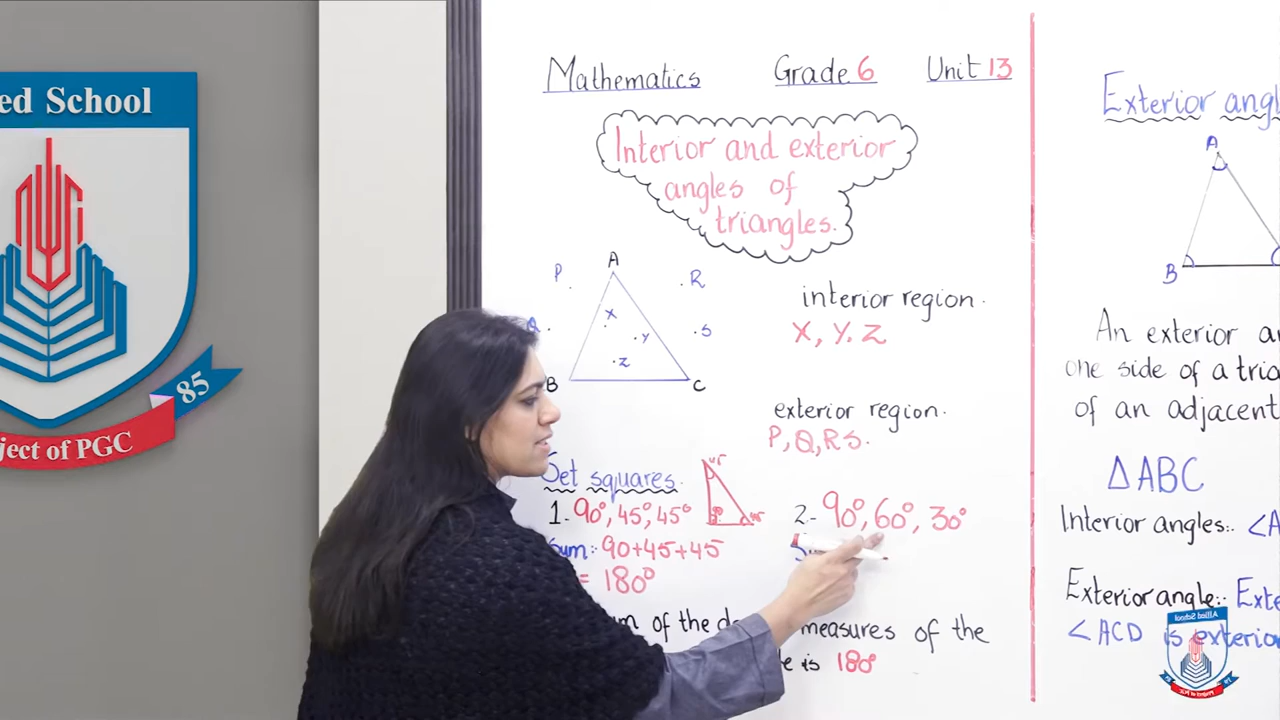 ed School
ject of PGC
85
Mathematics Grade 6 Unit 13
Interior and exterior
angles of
triangles.
A
P
R
X
Y
S
Z
B
C
interior region.
X, Y. Z
exterior region.
P, Q, R S.
Set squares.
1. 90°, 45°, 45°
Sum:- 90+45+45
= 180°
2.- 90°, 60°, 30°
of the
measures of the
is 180°
Exterior angl
A
B
An exterior a
one side of a tria
of an adjacent
ΔABC
Interior angles:. ∠A
Exterior angle:. Exte
∠ACD is exterio
Allied School